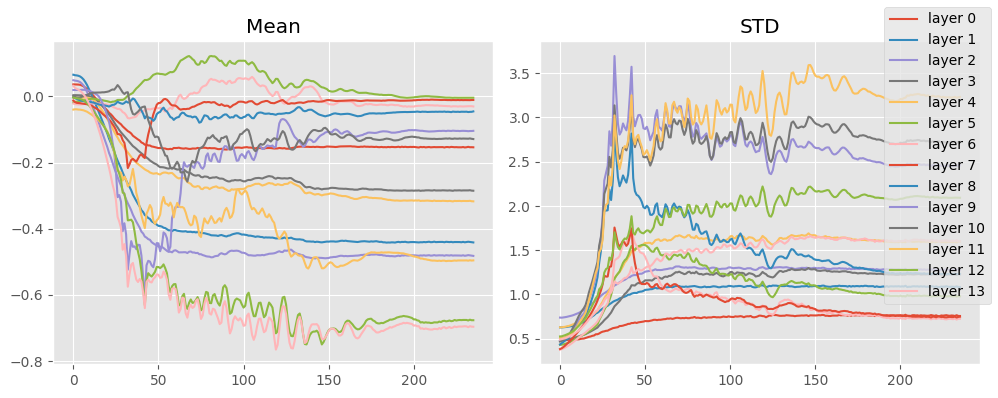 Mean
0.0
−0.2
−0.4
−0.6
−0.8
0
50
100
150
200
STD
3.5
3.0
2.5
2.0
1.5
1.0
0.5
0
50
100
150
200
layer 0
layer 1
layer 2
layer 3
layer 4
layer 5
layer 6
layer 7
layer 8
layer 9
layer 10
layer 11
layer 12
layer 13